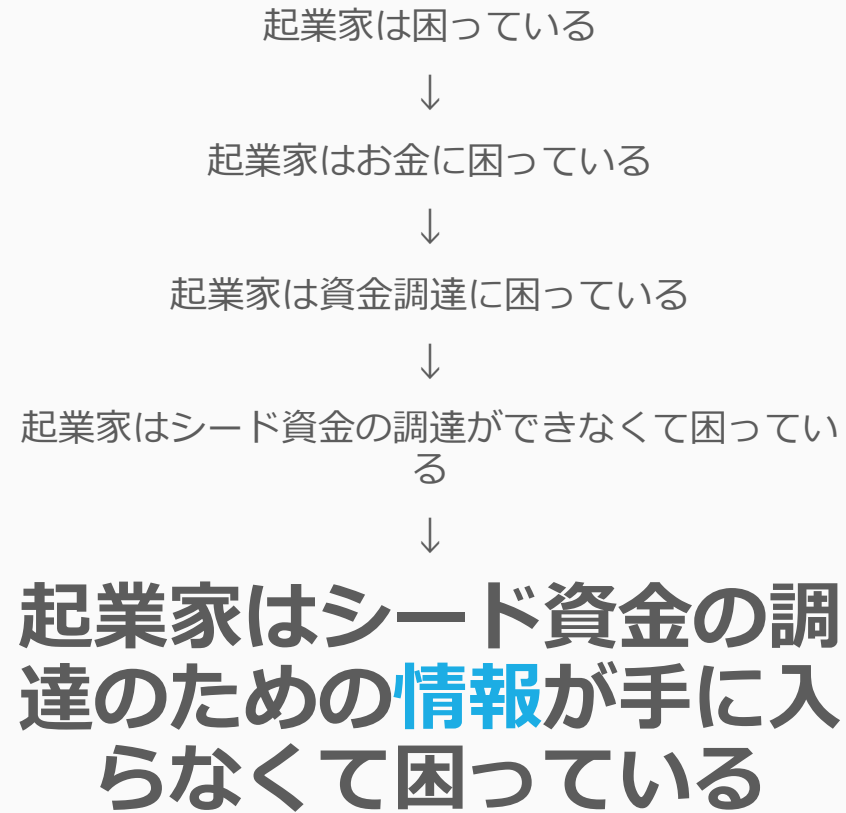 起業家は困っている
↓
起業家はお金に困っている
↓
起業家は資金調達に困っている
↓
起業家はシード資金の調達ができなくて困ってい
る
↓
起業家はシード資金の調
達のための情報が手に入
らなくて困っている